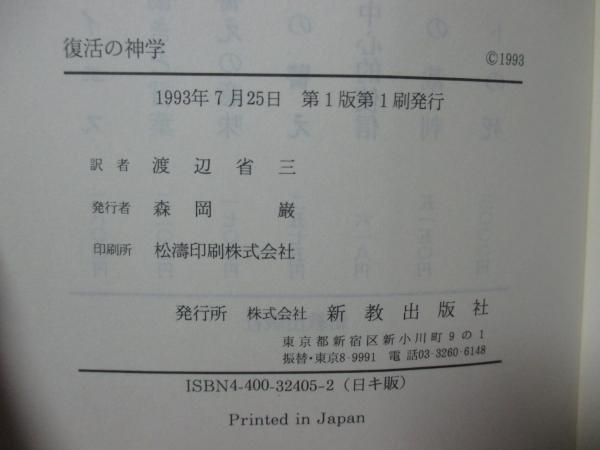 復活の神学
©1993
1993年7月25日 第1版第1刷発行
訳者 渡辺省三
発行者 森岡 巌
印刷所 松濤印刷株式会社
発行所 株式会社 新教出版社
東京都新宿区新小川町9の1
振替・東京8-9991 電話03-3260-6148
ISBN4-400-32405-2 (日キ販)
Printed in Japan